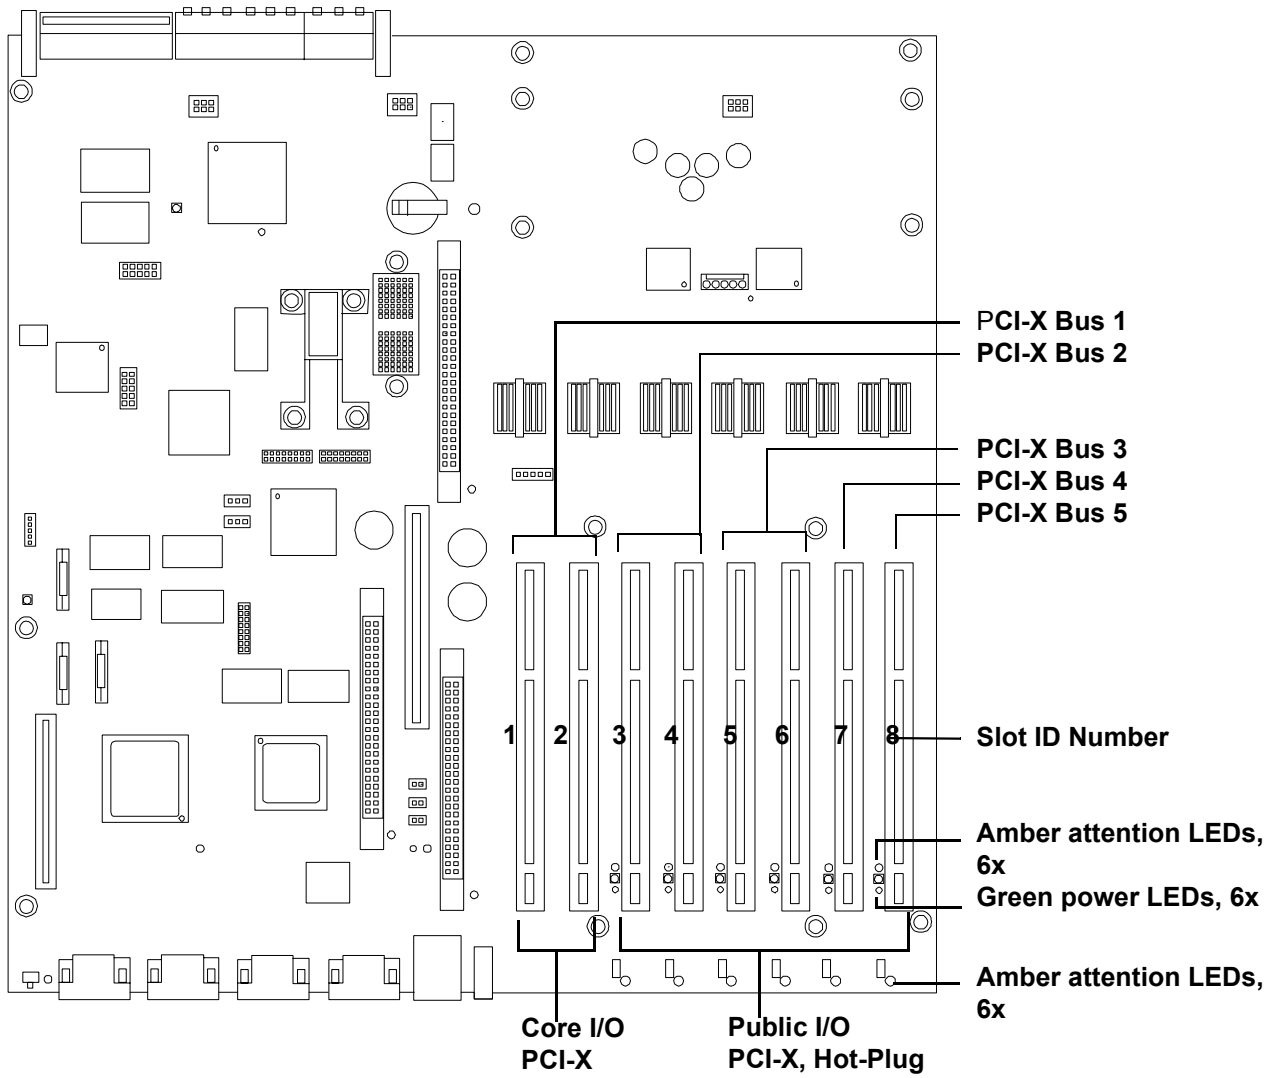 PCI-X Bus 1
PCI-X Bus 2
PCI-X Bus 3
PCI-X Bus 4
PCI-X Bus 5
1 2 3 4 5 6 7 8
Slot ID Number
Amber attention LEDs,
6x
Green power LEDs, 6x
Amber attention LEDs,
6x
Core I/O
PCI-X
Public I/O
PCI-X, Hot-Plug